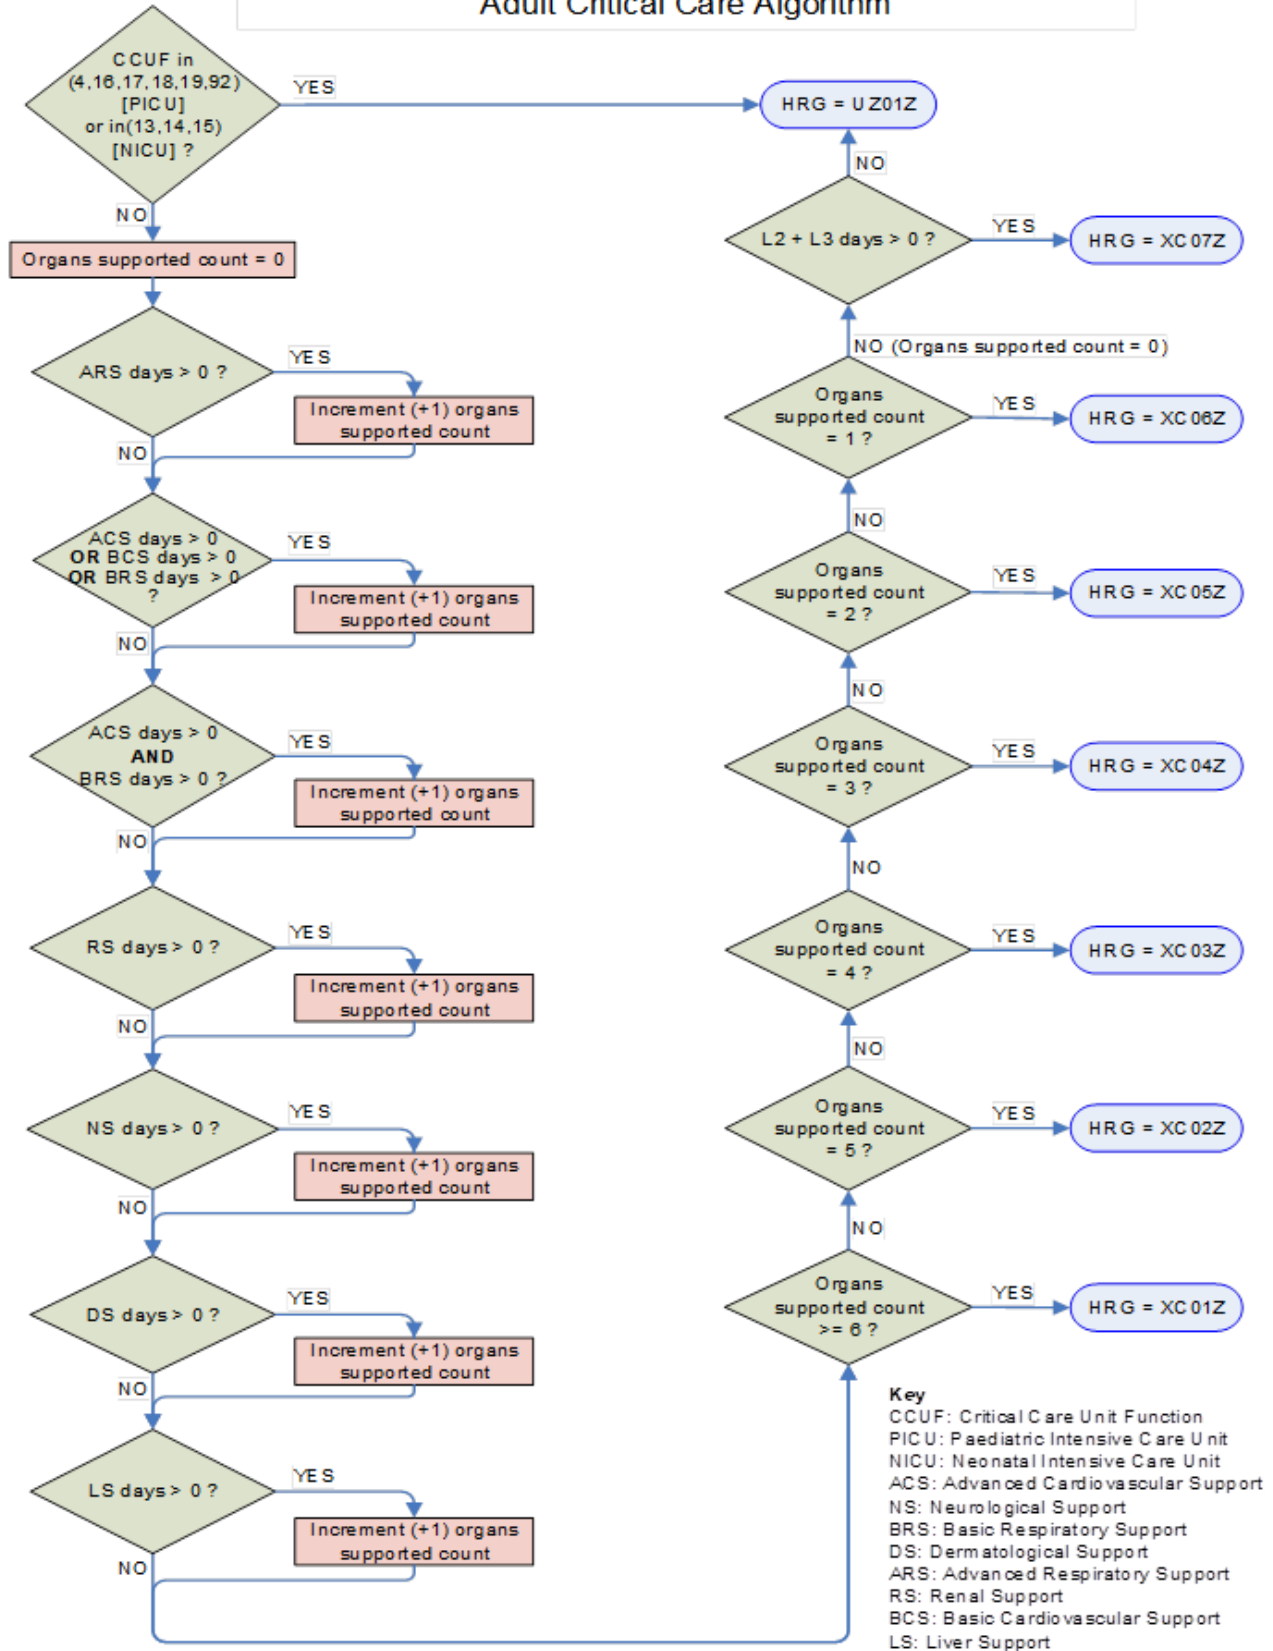 Adult Critical Care Algorithm
CCUF in
(4,16,17,18,19,92)
[PICU]
or in(13,14,15)
[NICU] ?
YES
NO
Organs supported count = 0
ARS days > 0 ?
YES
Increment (+1) organs
supported count
NO
ACS days > 0
OR BCS days > 0
OR BRS days > 0
?
YES
Increment (+1) organs
supported count
NO
ACS days > 0
AND
BRS days > 0 ?
YES
Increment (+1) organs
supported count
NO
RS days > 0 ?
YES
Increment (+1) organs
supported count
NO
NS days > 0 ?
YES
Increment (+1) organs
supported count
NO
DS days > 0 ?
YES
Increment (+1) organs
supported count
NO
LS days > 0 ?
YES
Increment (+1) organs
supported count
NO
HRG = UZ01Z
NO
L2 + L3 days > 0 ?
YES
HRG = XC07Z
NO (Organs supported count = 0)
Organs
supported count
= 1 ?
YES
HRG = XC06Z
NO
Organs
supported count
= 2 ?
YES
HRG = XC05Z
NO
Organs
supported count
= 3 ?
YES
HRG = XC04Z
NO
Organs
supported count
= 4 ?
YES
HRG = XC03Z
NO
Organs
supported count
= 5 ?
YES
HRG = XC02Z
NO
Organs
supported count
>= 6 ?
YES
HRG = XC01Z
Key
CCUF: Critical Care Unit Function
PICU: Paediatric Intensive Care Unit
NICU: Neonatal Intensive Care Unit
ACS: Advanced Cardiovascular Support
NS: Neurological Support
BRS: Basic Respiratory Support
DS: Dermatological Support
ARS: Advanced Respiratory Support
RS: Renal Support
BCS: Basic Cardiovascular Support
LS: Liver Support